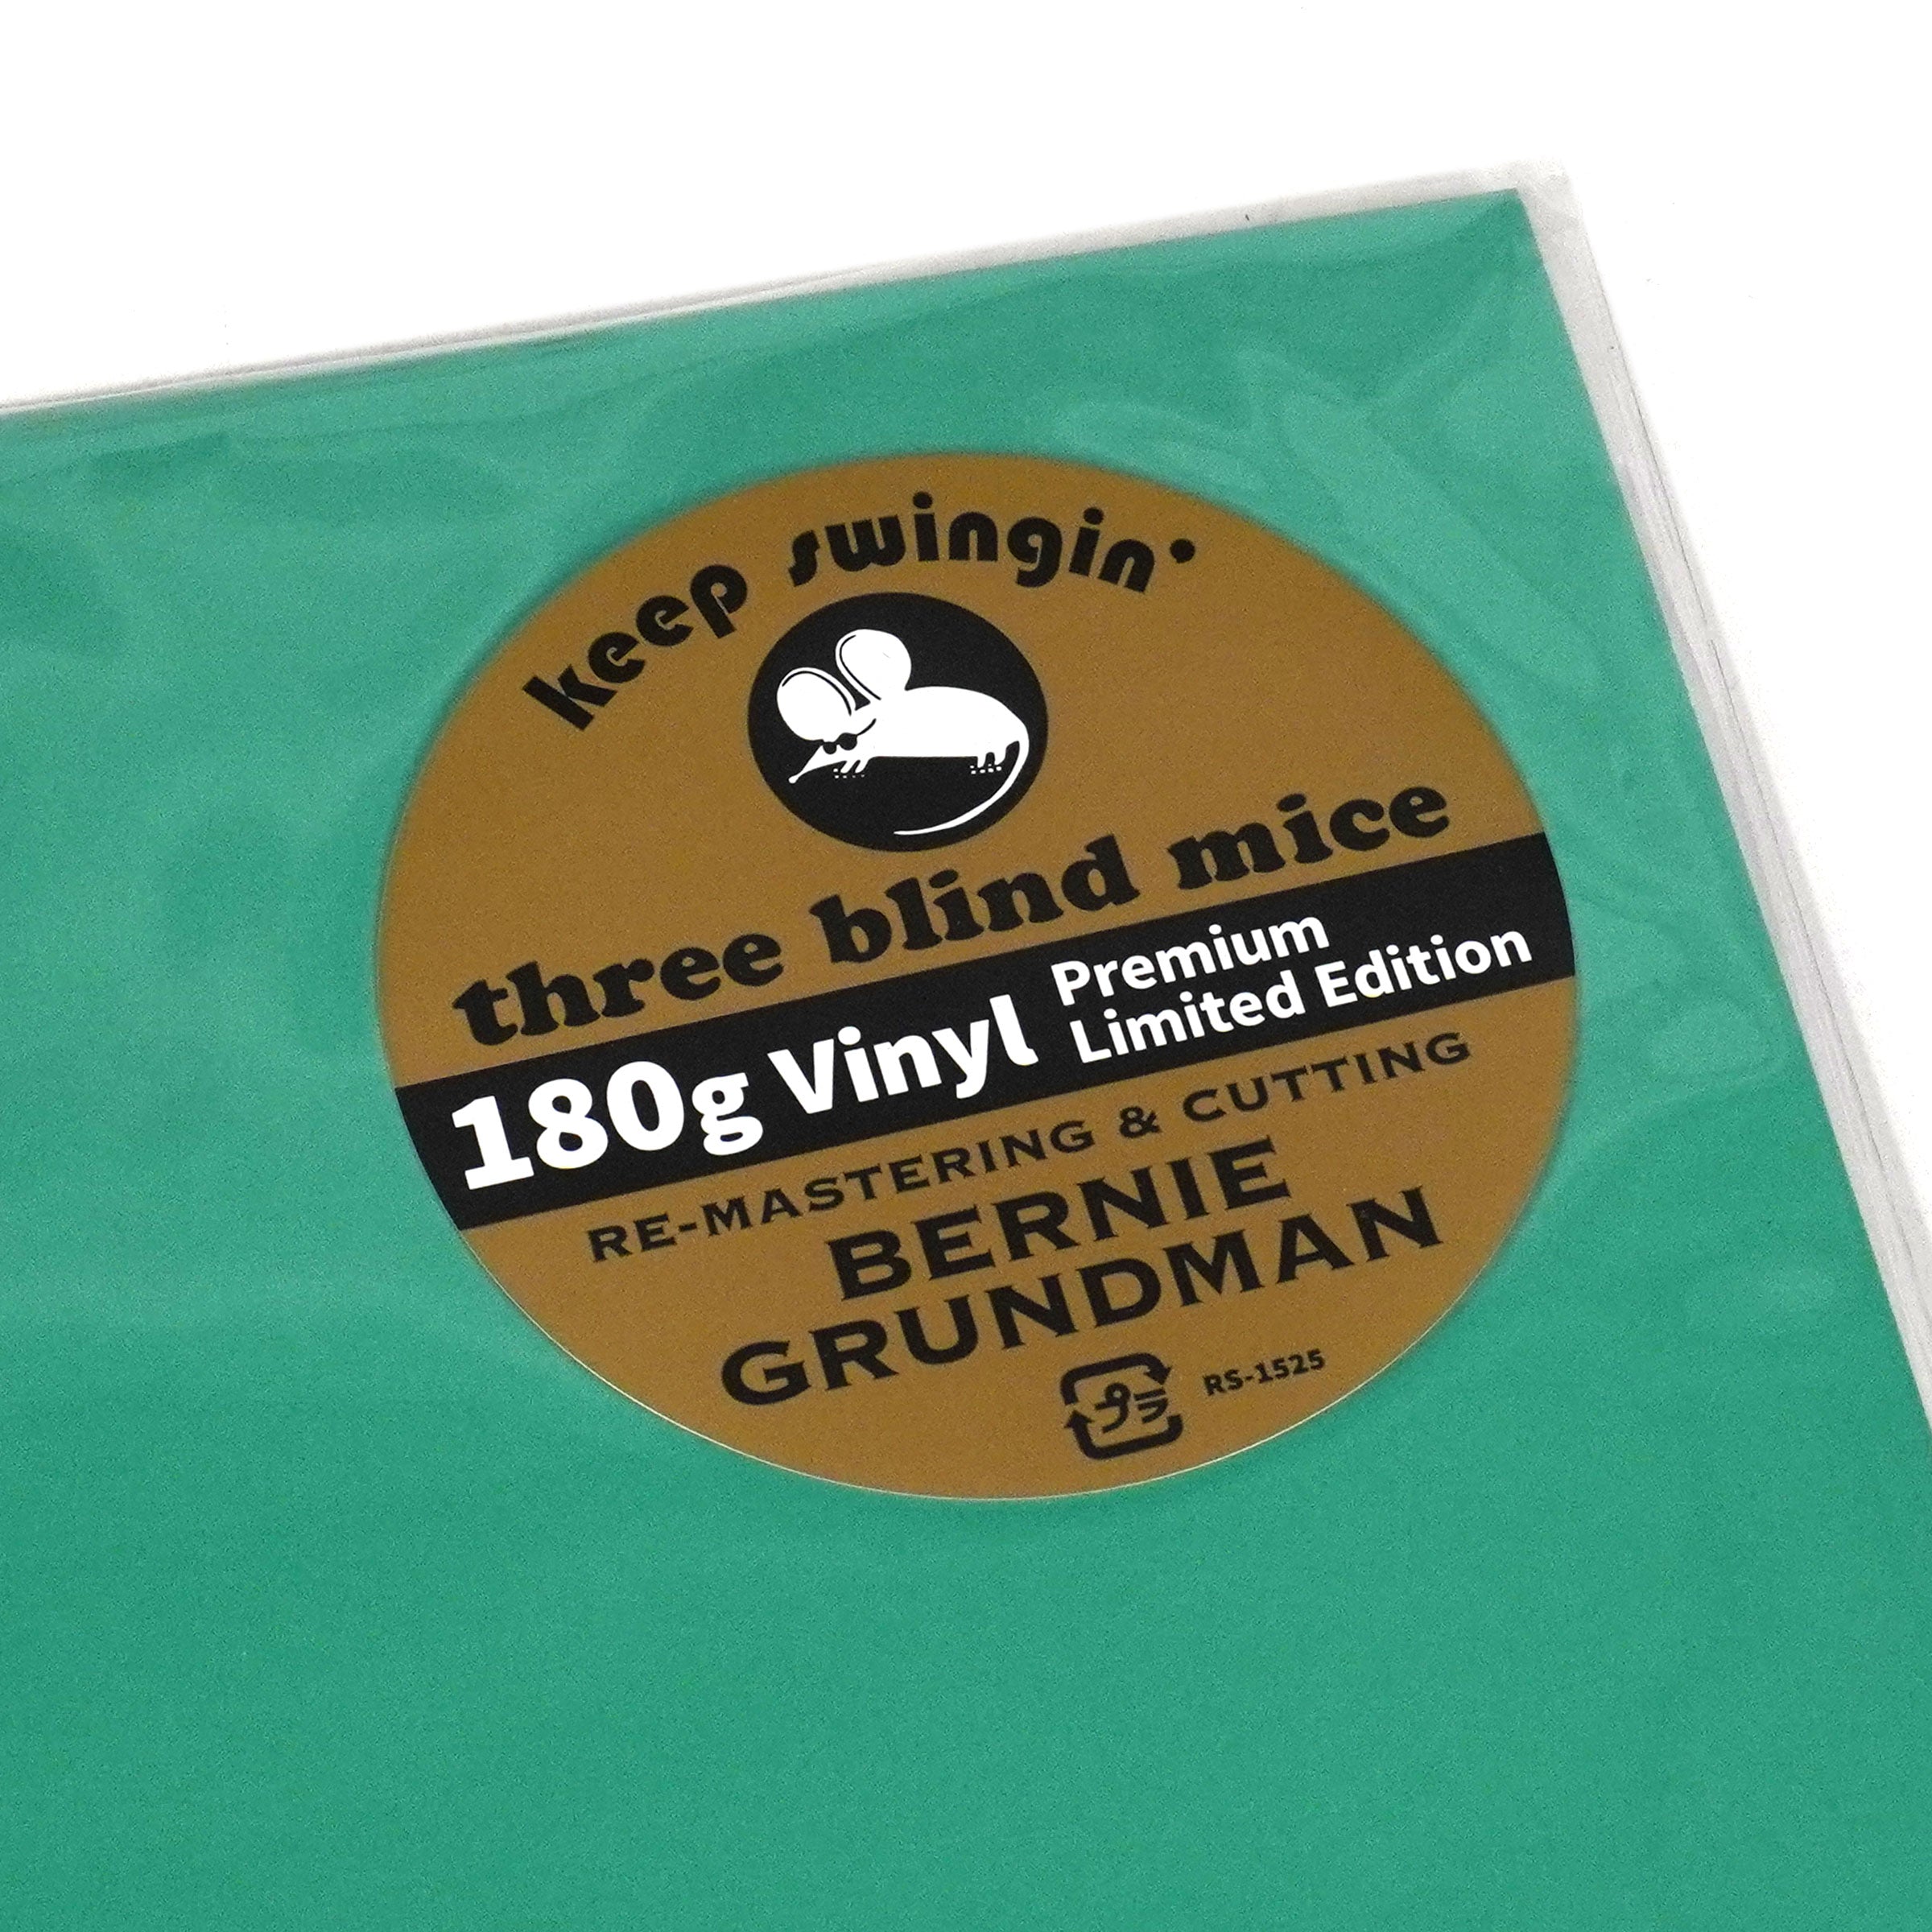 keep swingin'
three blind mice
180g Vinyl
Premium
Limited Edition
RE-MASTERING & CUTTING
BERNIE
GRUNDMAN
プラ
RS-1525